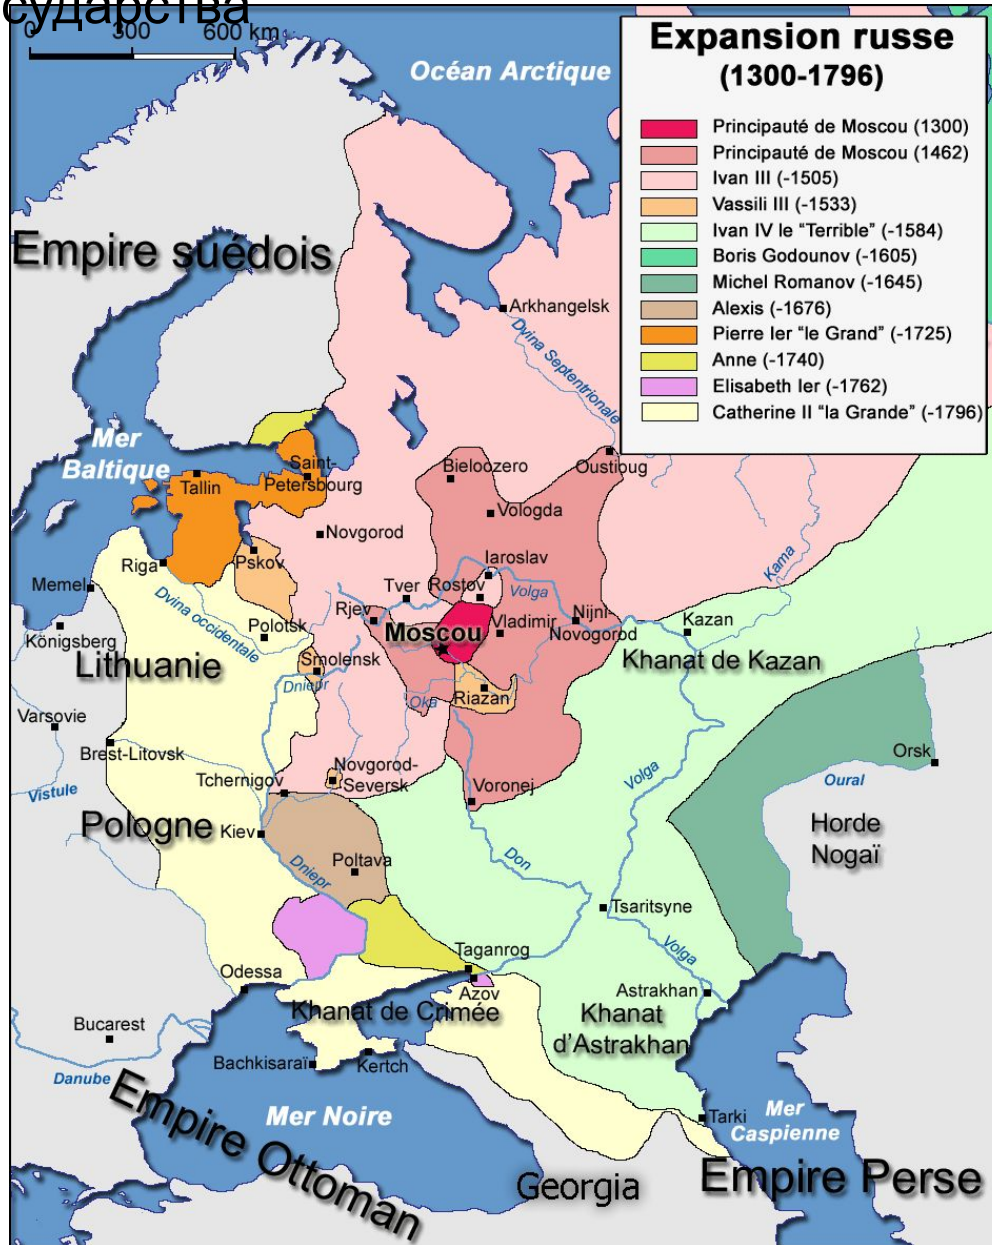 сударства
0 300 600 km
Océan Arctique
Expansion russe
(1300-1796)
Principauté de Moscou (1300)
Principauté de Moscou (1462)
Ivan III (-1505)
Vassili III (-1533)
Ivan IV le "Terrible" (-1584)
Boris Godounov (-1605)
Michel Romanov (-1645)
Alexis (-1676)
Pierre Ier "le Grand" (-1725)
Anne (-1740)
Elisabeth Ier (-1762)
Catherine II "la Grande" (-1796)
Empire suédois
Arkhangelsk
Dvina Septentrionale
Mer
Baltique
Tallin
Saint-
Petersbourg
Bieloozero
Oustioug
Vologda
Novgorod
Riga
Pskov
Memel
Dvina occidentale
Königsberg
Polotsk
Lithuanie
Iaroslav
Tver
Rostov
Volga
Kama
Rjev
Moscou
Vladimir
Nijni-
Novogorod
Kazan
Khanat de Kazan
Smolensk
Dniepr
Oka
Riazan
Varsovie
Brest-Litovsk
Vistule
Tchernigov
Novgorod-
Seversk
Voronej
Volga
Orsk
Oural
Pologne
Kiev
Horde
Nogaï
Poltava
Dniepr
Don
Tsaritsyne
Volga
Taganrog
Odessa
Azov
Astrakhan
Khanat de Crimée
Khanat
d'Astrakhan
Bucarest
Danube
Bachkisaraï
Kertch
Empire Ottoman
Mer Noire
Tarki
Mer
Caspienne
Georgia
Empire Perse